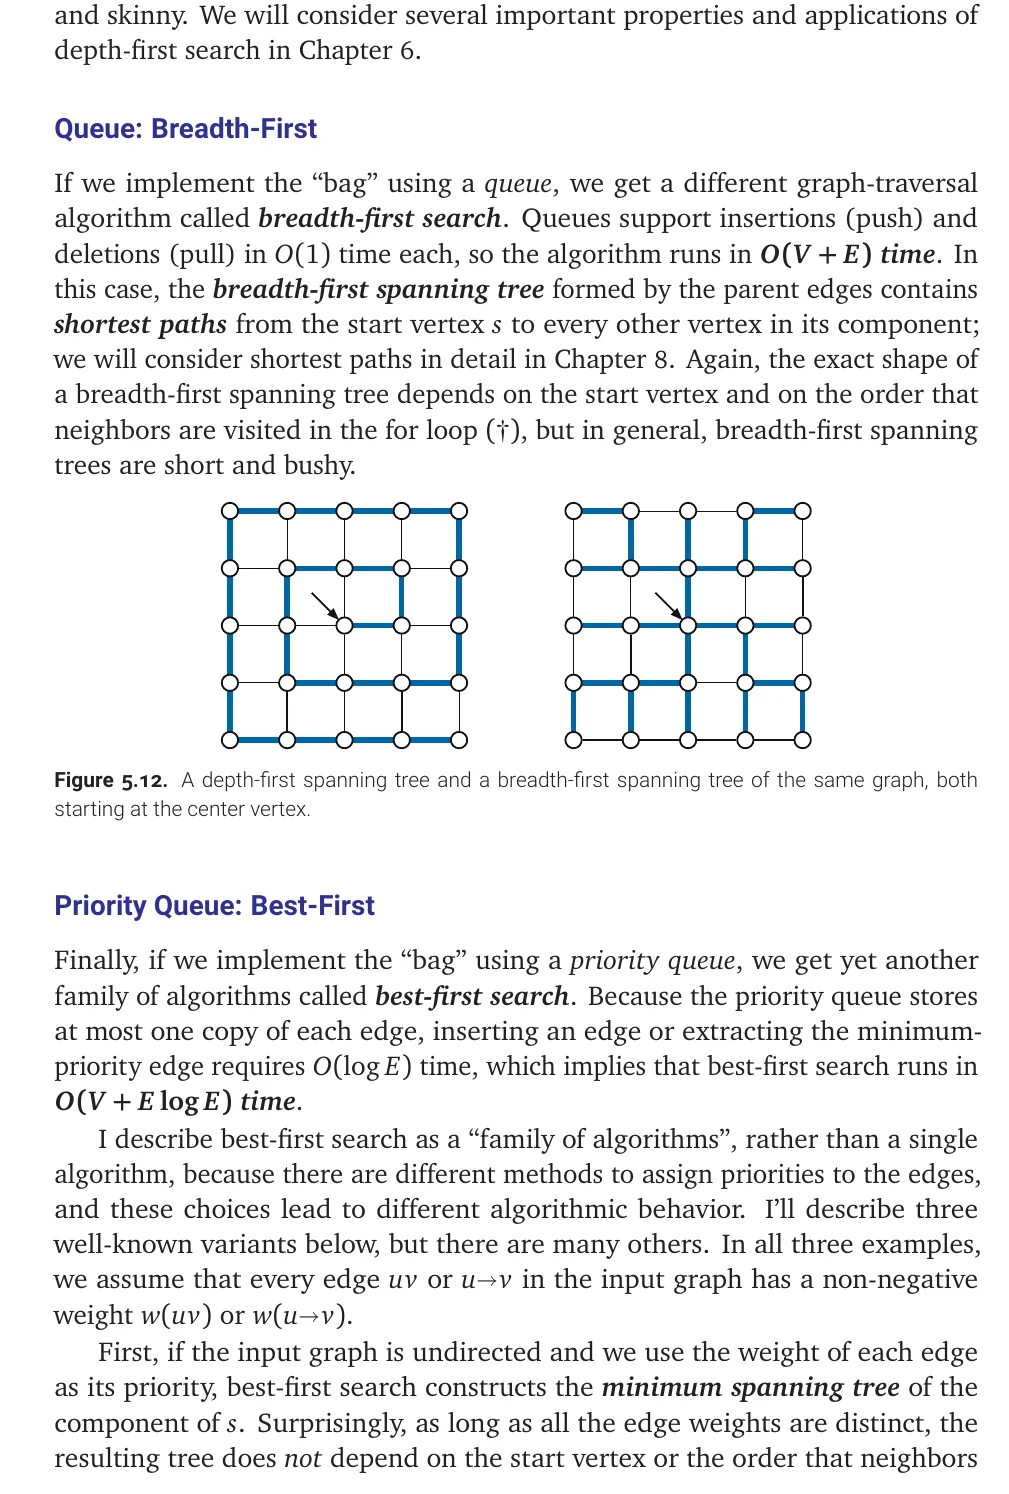 and skinny. We will consider several important properties and applications of
depth-first search in Chapter 6.
Queue: Breadth-First
If we implement the “bag” using a queue, we get a different graph-traversal
algorithm called breadth-first search. Queues support insertions (push) and
deletions (pull) in O(1) time each, so the algorithm runs in O(V + E) time. In
this case, the breadth-first spanning tree formed by the parent edges contains
shortest paths from the start vertex s to every other vertex in its component;
we will consider shortest paths in detail in Chapter 8. Again, the exact shape of
a breadth-first spanning tree depends on the start vertex and on the order that
neighbors are visited in the for loop (†), but in general, breadth-first spanning
trees are short and bushy.
Figure 5.12. A depth-first spanning tree and a breadth-first spanning tree of the same graph, both
starting at the center vertex.
Priority Queue: Best-First
Finally, if we implement the “bag” using a priority queue, we get yet another
family of algorithms called best-first search. Because the priority queue stores
at most one copy of each edge, inserting an edge or extracting the minimum-
priority edge requires O(log E) time, which implies that best-first search runs in
O(V + E log E) time.
I describe best-first search as a “family of algorithms”, rather than a single
algorithm, because there are different methods to assign priorities to the edges,
and these choices lead to different algorithmic behavior. I’ll describe three
well-known variants below, but there are many others. In all three examples,
we assume that every edge uv or u→v in the input graph has a non-negative
weight w(uv) or w(u→v).
First, if the input graph is undirected and we use the weight of each edge
as its priority, best-first search constructs the minimum spanning tree of the
component of s. Surprisingly, as long as all the edge weights are distinct, the
resulting tree does not depend on the start vertex or the order that neighbors